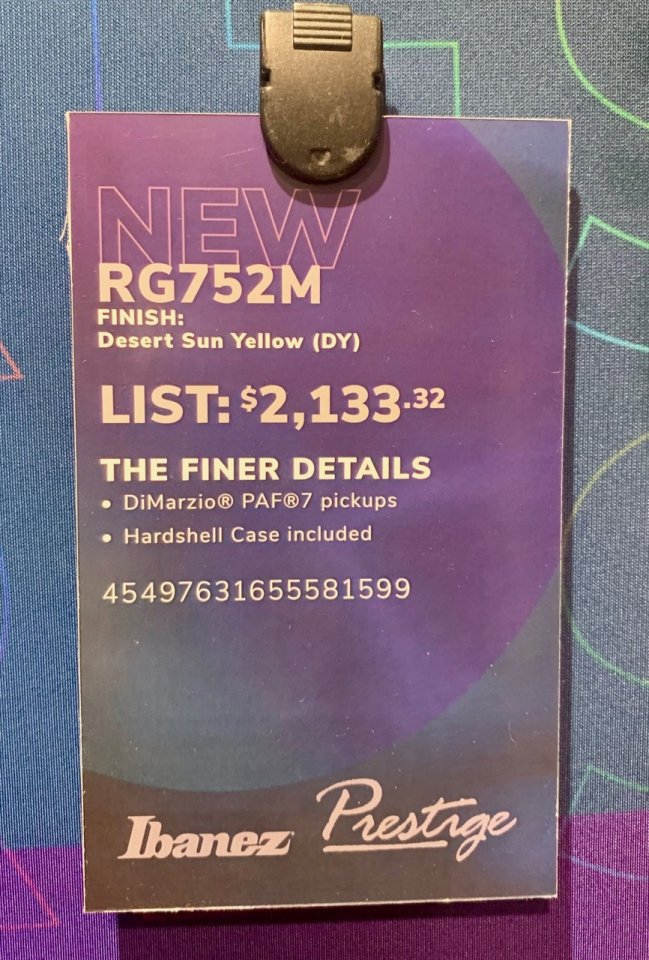 NEW
RG752M
FINISH:
Desert Sun Yellow (DY)
LIST: $2,133.32
THE FINER DETAILS
• DiMarzio® PAF®7 pickups
• Hardshell Case included
45497631655581599
Ibanez Prestige